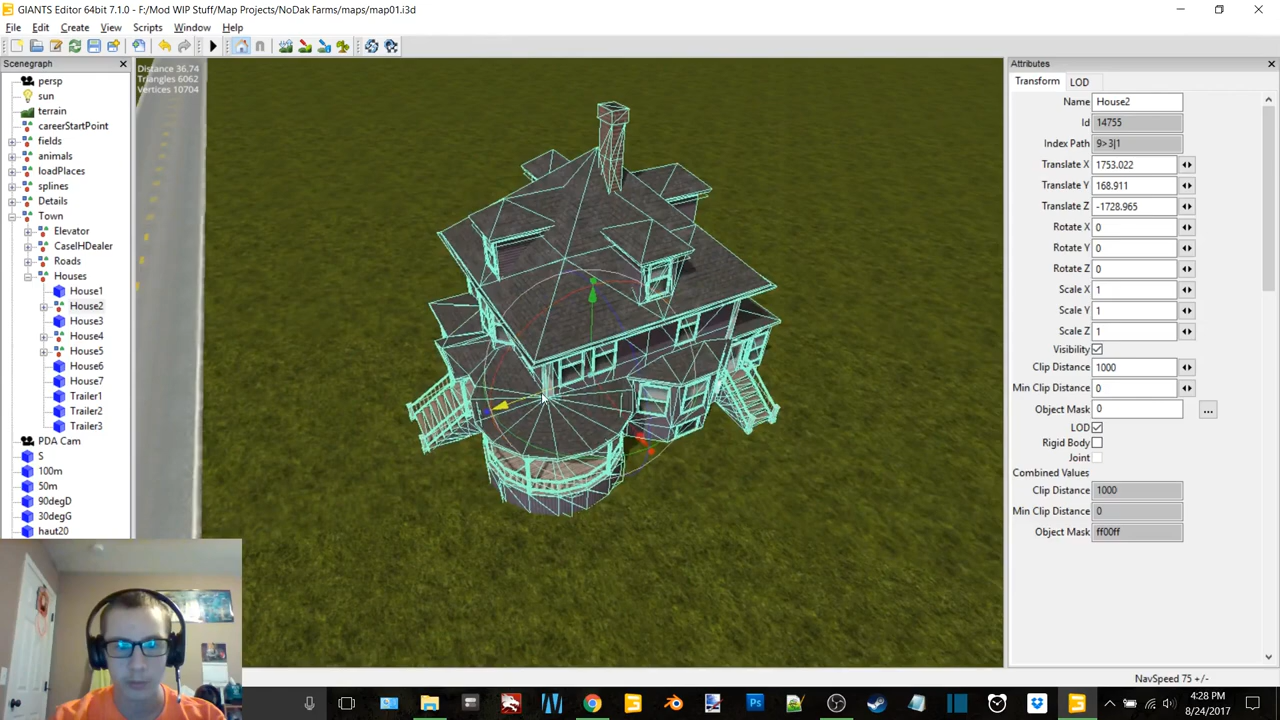 GIANTS Editor 64bit 7.1.0 - F:/Mod WIP Stuff/Map Projects/NoDak Farms/maps/map01.i3d
File Edit Create View Scripts Window Help
Scenegraph
persp
sun
terrain
careerStartPoint
fields
animals
loadPlaces
splines
Details
Town
Elevator
CaseIHDealer
Roads
Houses
House1
House2
House3
House4
House5
House6
House7
Trailer1
Trailer2
Trailer3
PDA Cam
S
100m
50m
90degD
30degG
haut20
Distance 36.74
Triangles 6062
Vertices 10704
Attributes
Transform LOD
Name House2
Id 14755
Index Path 9>3|1
Translate X 1753.022
Translate Y 168.911
Translate Z -1728.965
Rotate X 0
Rotate Y 0
Rotate Z 0
Scale X 1
Scale Y 1
Scale Z 1
Visibility
Clip Distance 1000
Min Clip Distance 0
Object Mask 0 ...
LOD
Rigid Body
Joint
Combined Values
Clip Distance 1000
Min Clip Distance 0
Object Mask ff00ff
NavSpeed 75 +/-
4:28 PM
8/24/2017